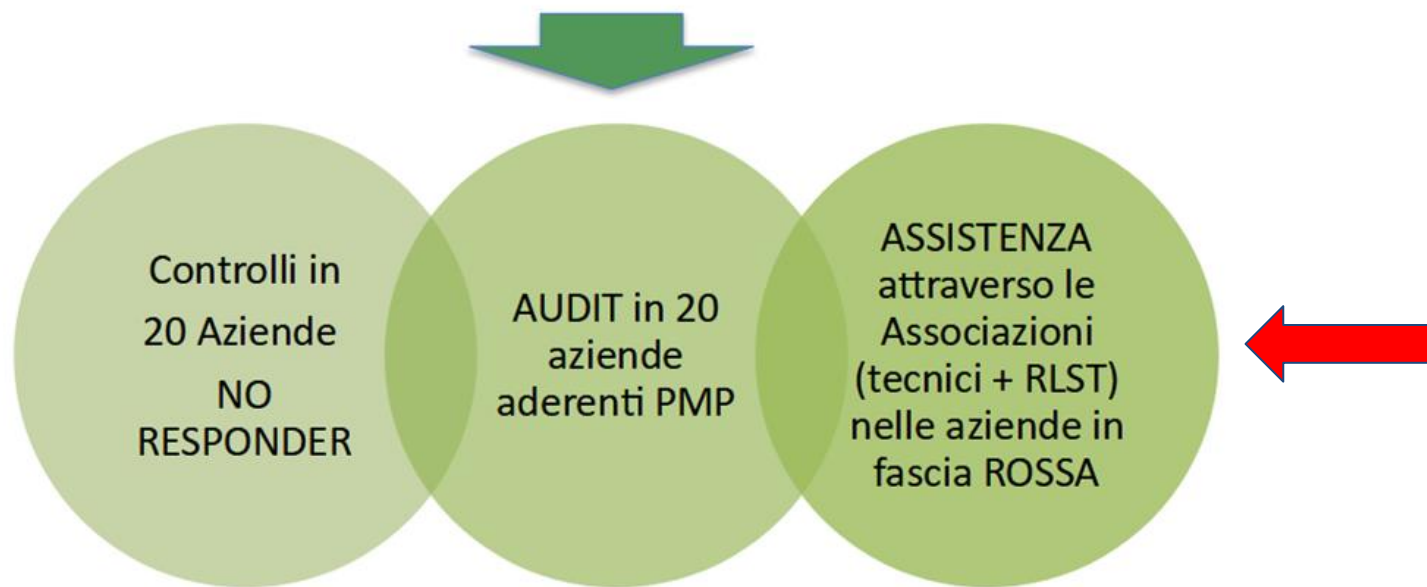 Controlli in
20 Aziende
NO
RESPONDER
AUDIT in 20
aziende
aderenti PMP
ASSISTENZA
attraverso le
Associazioni
(tecnici + RLST)
nelle aziende in
fascia ROSSA